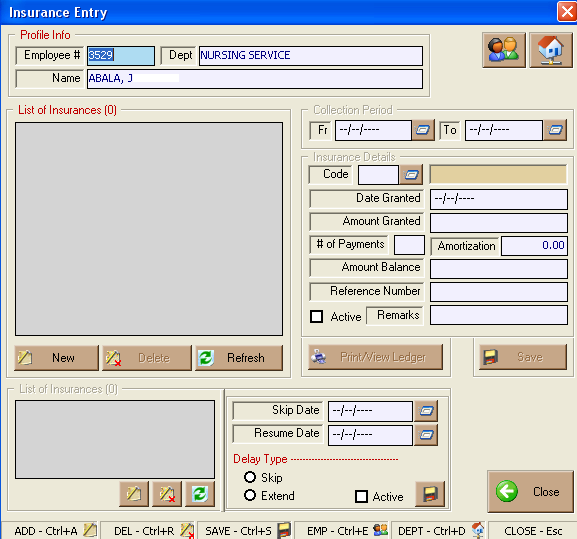 Insurance Entry
Profile Info
Employee # 3529 Dept NURSING SERVICE
Name ABALA, J
List of Insurances (0)
Collection Period
Fr --/--/---- To --/--/----
Insurance Details
Code
Date Granted --/--/----
Amount Granted
# of Payments Amortization 0.00
Amount Balance
Reference Number
Active Remarks
New Delete Refresh
Print/View Ledger Save
List of Insurances (0)
Skip Date --/--/----
Resume Date --/--/----
Delay Type
Skip
Extend Active
Close
ADD - Ctrl+A DEL - Ctrl+R SAVE - Ctrl+S EMP - Ctrl+E DEPT - Ctrl+D CLOSE - Esc